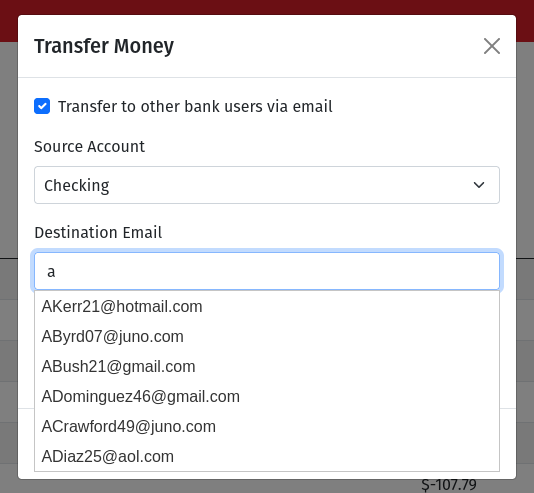 Transfer Money
Transfer to other bank users via email
Source Account
Checking
Destination Email
a
AKerr21@hotmail.com
AByrd07@juno.com
ABush21@gmail.com
ADominguez46@gmail.com
ACrawford49@juno.com
ADiaz25@aol.com
$-107.79